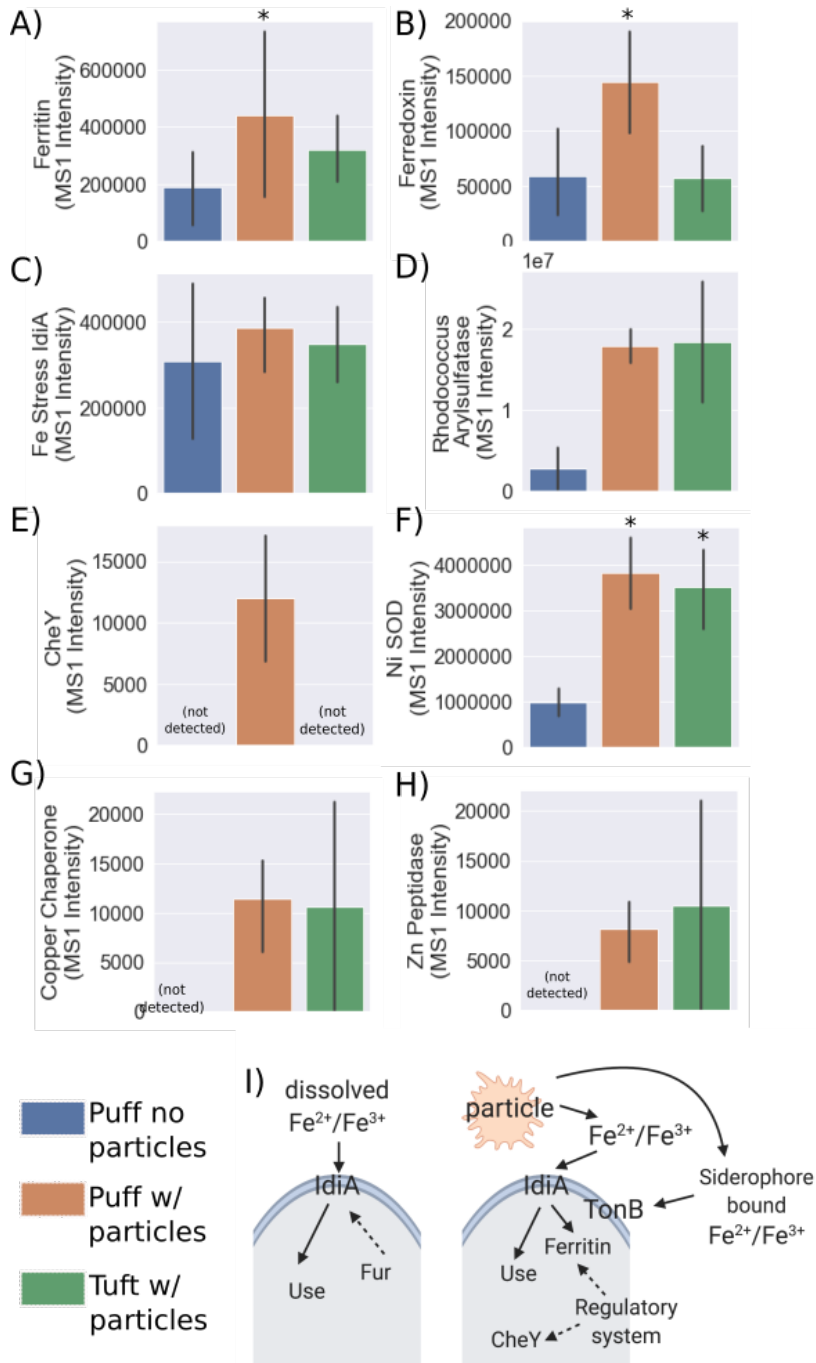 A)
*
600000
400000
200000
0
Ferritin
(MS1 Intensity)
B)
*
200000
150000
100000
50000
0
Ferredoxin
(MS1 Intensity)
C)
400000
200000
0
Fe Stress IdiA
(MS1 Intensity)
D)
1e7
2
1
0
Rhodococcus
Arylsulfatase
(MS1 Intensity)
E)
15000
10000
5000
0
CheY
(MS1 Intensity)
(not
detected)
(not
detected)
F)
*
*
4000000
3000000
1000000
0
Ni SOD
(MS1 Intensity)
G)
20000
15000
10000
5000
0
Copper Chaperone
(MS1 Intensity)
(not
detected)
H)
20000
15000
10000
5000
0
Zn Peptidase
(MS1 Intensity)
(not
detected)
Puff no
particles
Puff w/
particles
Tuft w/
particles
I)
dissolved
Fe2+/Fe3+
IdiA
Use
Fur
particle
Fe2+/Fe3+
IdiA
TonB
Siderophore
bound
Fe2+/Fe3+
Ferritin
Use
Regulatory
system
CheY